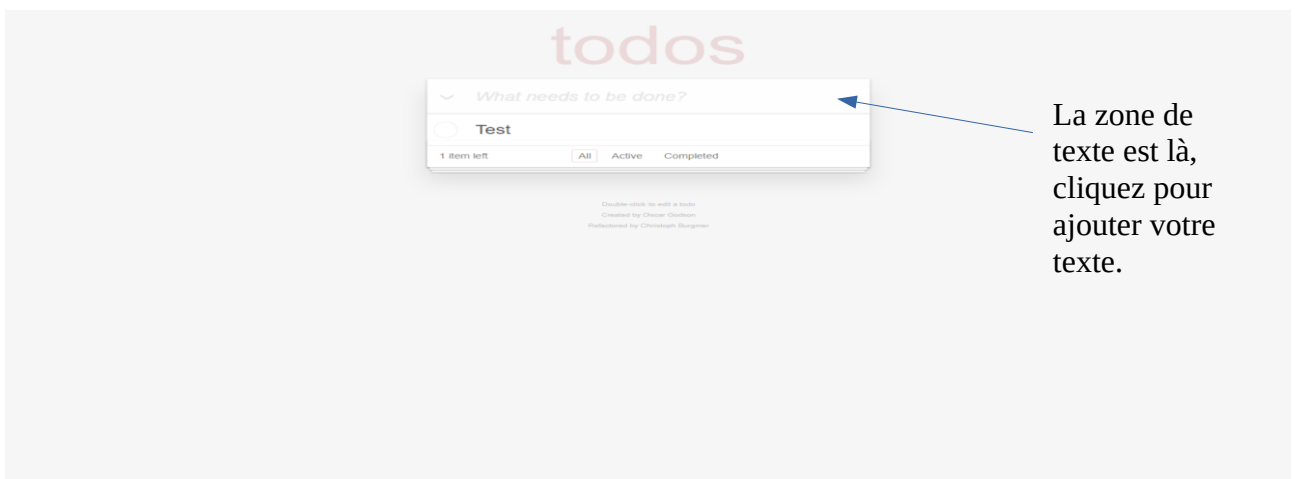 todos
What needs to be done?
Test
1 item left All Active Completed
Double-click to edit a todo
Created by Oscar Godson
Refactored by Christoph Burgmer
La zone de
texte est là,
cliquez pour
ajouter votre
texte.